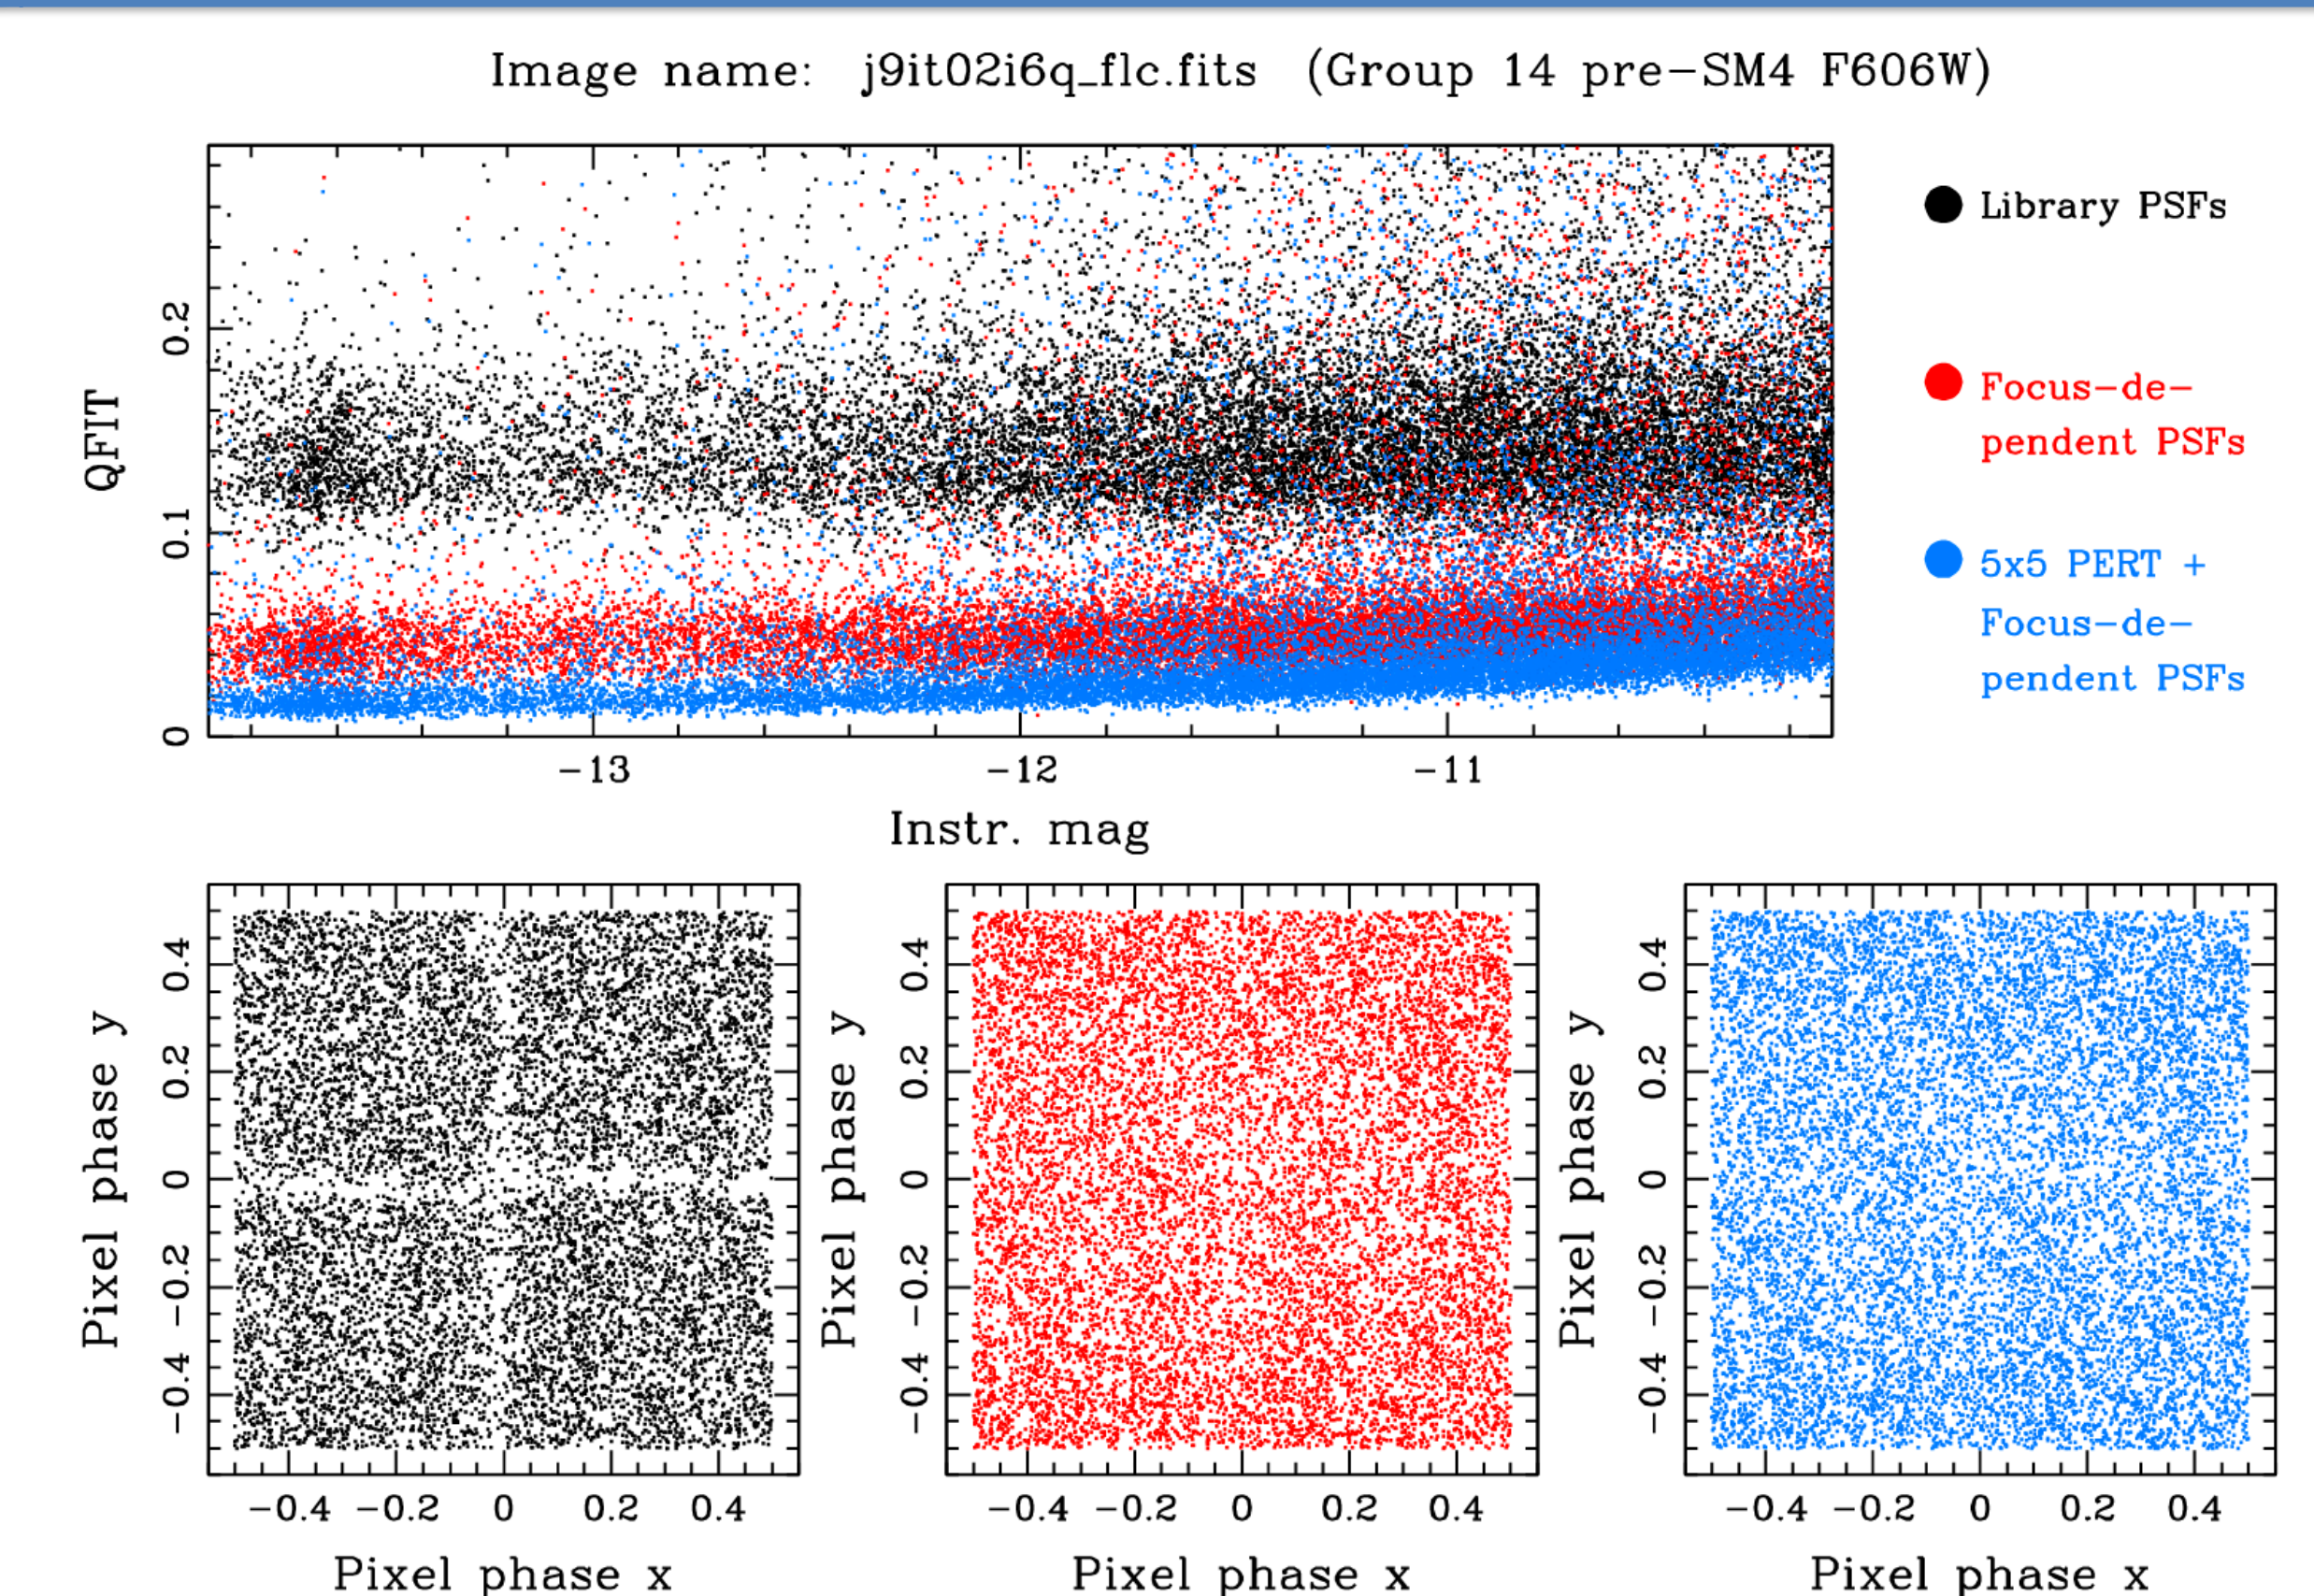 Image name: j9it02i6q_flc.fits (Group 14 pre-SM4 F606W)
QFIT
0.2
0.1
0
-13 -12 -11
Instr. mag
Library PSFs
Focus-de-
pendent PSFs
5x5 PERT +
Focus-de-
pendent PSFs
Pixel phase y
0.4
0.2
0
-0.2
-0.4
-0.4 -0.2 0 0.2 0.4
Pixel phase x
Pixel phase y
0.4
0.2
0
-0.2
-0.4
-0.4 -0.2 0 0.2 0.4
Pixel phase x
Pixel phase y
0.4
0.2
0
-0.2
-0.4
-0.4 -0.2 0 0.2 0.4
Pixel phase x